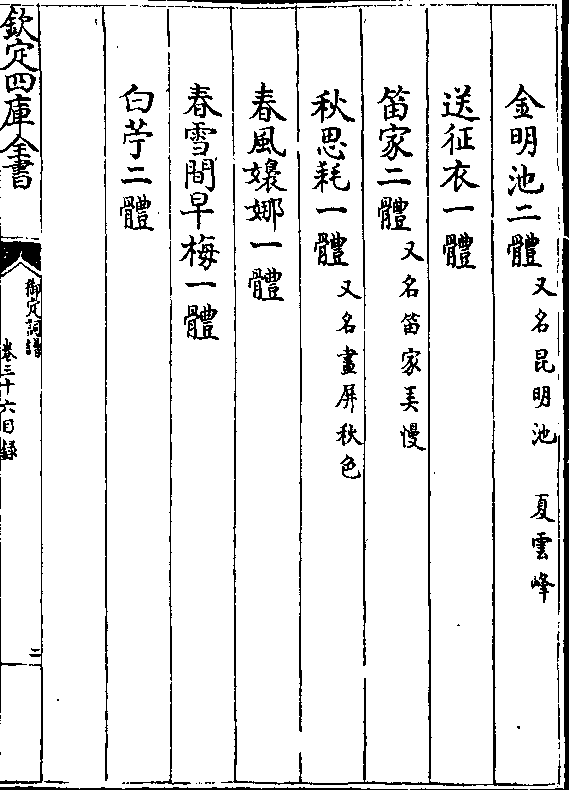 金明池二體 又名昆明池 夏雲峰
送征衣一體
笛家二體 又名笛家弄慢
秋思耗一體 又名畫屏秋色
春風嬝娜一體
春雪間早梅一體
白苧二體
欽定四庫全書
御定詞譜
卷三十六目錄
二